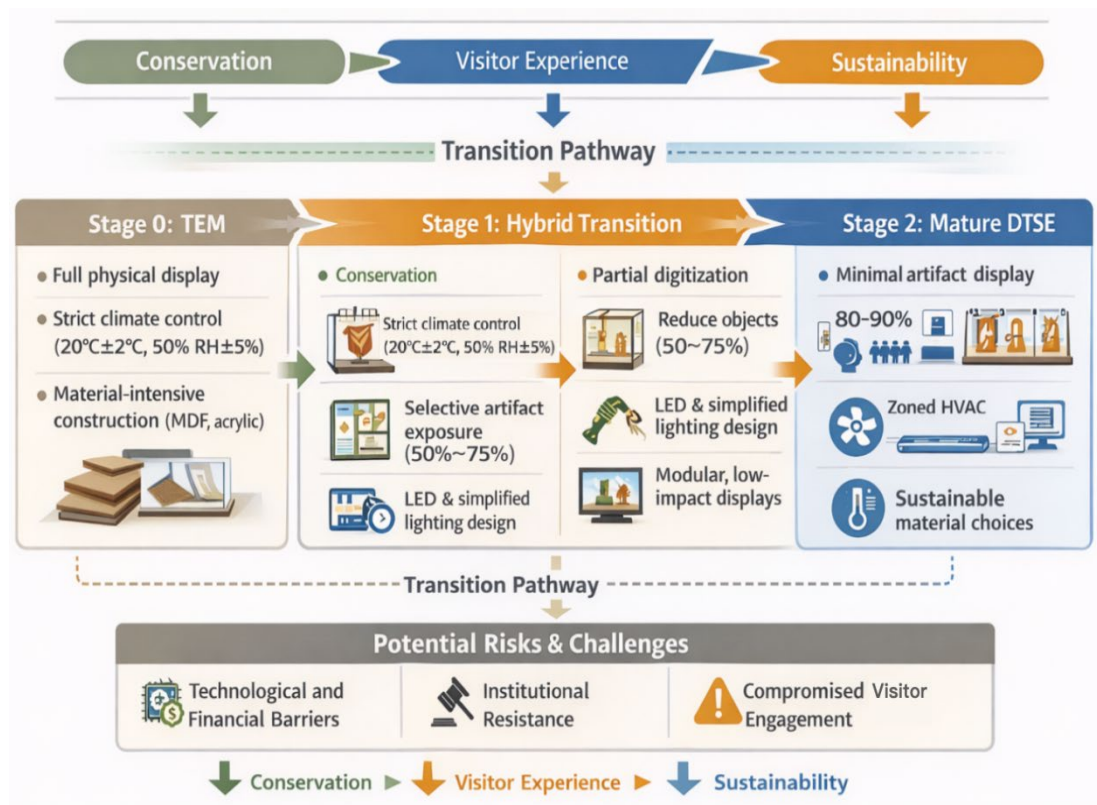 Conservation
Visitor Experience
Sustainability
Transition Pathway
Stage 0: TEM
Stage 1: Hybrid Transition
Stage 2: Mature DTSE
• Full physical display
• Strict climate control
(20℃±2℃, 50% RH±5%)
• Material-intensive
construction (MDF, acrylic)
• Conservation
Strict climate control
(20℃±2℃, 50% RH±5%)
Selective artifact
exposure
(50%~75%)
LED & simplified
lighting design
• Partial digitization
Reduce objects
(50~75%)
LED & simplified
lighting design
Modular, low-
impact displays
• Minimal artifact display
80-90%
Zoned HVAC
Sustainable
material choices
Transition Pathway
Potential Risks & Challenges
Technological and
Financial Barriers
Institutional
Resistance
Compromised Visitor
Engagement
Conservation
Visitor Experience
Sustainability